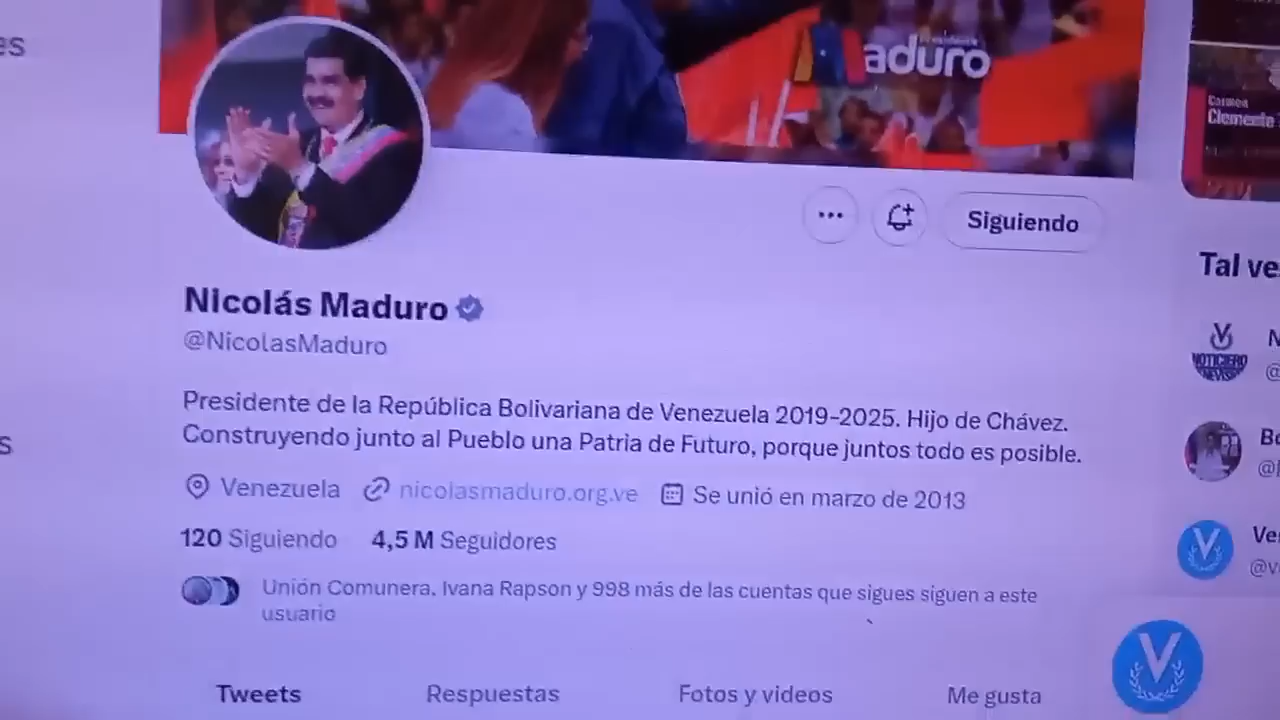 es
aduro
Carmen
Clemente
Siguiendo
Tal ve
Nicolás Maduro
@NicolasMaduro
N
NOTICIERO
@
Presidente de la República Bolivariana de Venezuela 2019-2025. Hijo de Chávez.
Construyendo junto al Pueblo una Patria de Futuro, porque juntos todo es posible.
s
Venezuela nicolasmaduro.org.ve Se unió en marzo de 2013
120 Siguiendo 4,5 M Seguidores
Ve
@v
Unión Comunera, Ivana Rapson y 998 más de las cuentas que sigues siguen a este
usuario
Tweets Respuestas Fotos y videos Me gusta